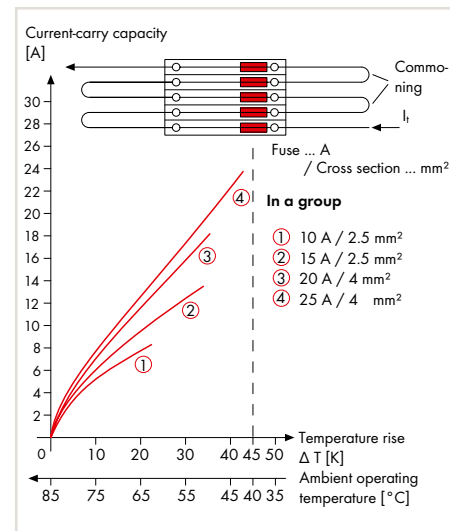 Current-carry capacity
[A]
Commo-
ning
I_t
Fuse ... A
/ Cross section ... mm²
In a group
① 10 A / 2.5 mm²
② 15 A / 2.5 mm²
③ 20 A / 4 mm²
④ 25 A / 4 mm²
30
28
26
24
22
20
18
16
14
12
10
8
6
4
2
④
③
②
①
0 10 20 30 40 45 50
Temperature rise
Δ T [K]
85 75 65 55 45 40 35
Ambient operating
temperature [°C]